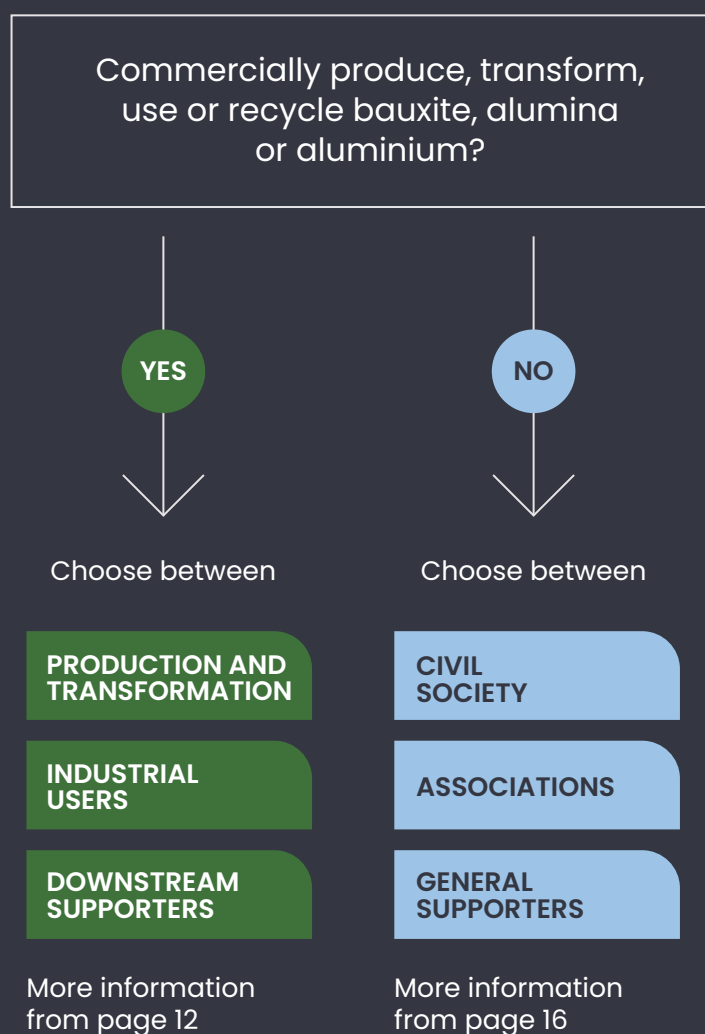 Commercially produce, transform,
use or recycle bauxite, alumina
or aluminium?
YES
NO
Choose between
Choose between
PRODUCTION AND
TRANSFORMATION
INDUSTRIAL
USERS
DOWNSTREAM
SUPPORTERS
More information
from page 12
CIVIL
SOCIETY
ASSOCIATIONS
GENERAL
SUPPORTERS
More information
from page 16